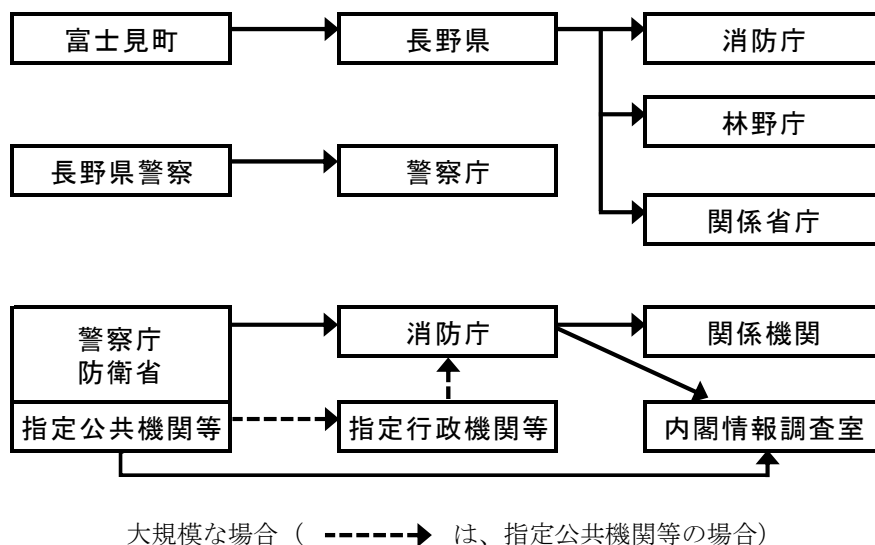 富士見町
長野県
消防庁
林野庁
長野県警察
警察庁
関係省庁
警察庁
防衛省
消防庁
関係機関
指定公共機関等
指定行政機関等
内閣情報調査室
大規模な場合（ は、指定公共機関等の場合）